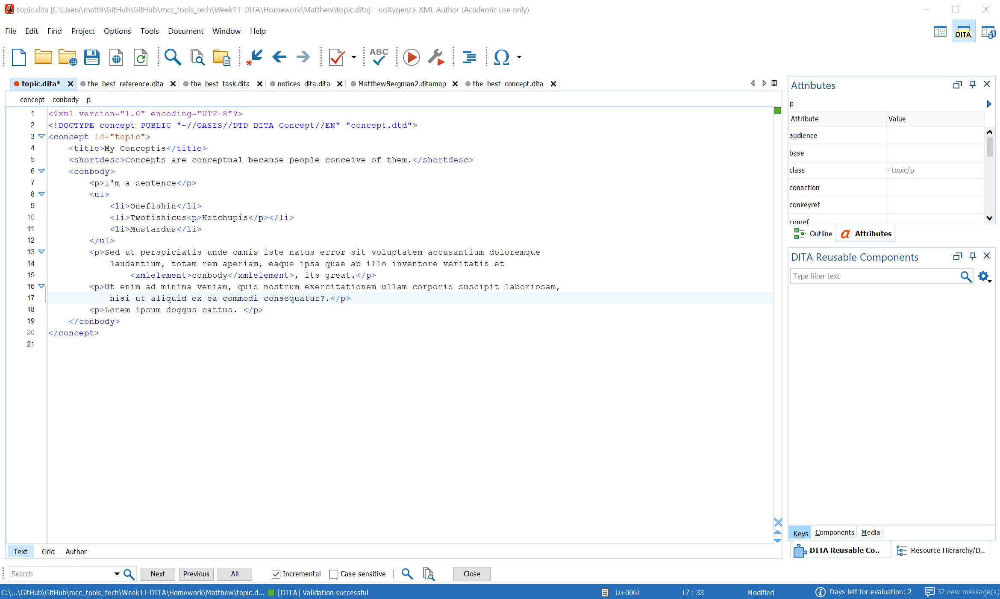 topic.dita [C:\Users\matth\GitHub\GitHub\mcc_tools_tech\Week11-DITA\Homework\Matthew\topic.dita] - <oXygen/> XML Author (Academic use only)
File Edit Find Project Options Tools Document Window Help
DITA
ABC
topic.dita* the_best_reference.dita the_best_task.dita notices_dita.dita MatthewBergman2.ditamap the_best_concept.dita
concept conbody p
1 <?xml version="1.0" encoding="UTF-8"?>
2 <!DOCTYPE concept PUBLIC "-//OASIS//DTD DITA Concept//EN" "concept.dtd">
3 <concept id="topic">
4 <title>My Conceptis</title>
5 <shortdesc>Concepts are conceptual because people conceive of them.</shortdesc>
6 <conbody>
7 <p>I'm a sentence</p>
8 <ul>
9 <li>Onefishin</li>
10 <li>Twofishicus<p>Ketchupis</p></li>
11 <li>Mustardus</li>
12 </ul>
13 <p>Sed ut perspiciatis unde omnis iste natus error sit voluptatem accusantium doloremque
14 laudantium, totam rem aperiam, eaque ipsa quae ab illo inventore veritatis et
15 <xmlelement>conbody</xmlelement>, its great.</p>
16 <p>Ut enim ad minima veniam, quis nostrum exercitationem ullam corporis suscipit laboriosam,
17 nisi ut aliquid ex ea commodi consequatur?.</p>
18 <p>Lorem ipsum doggus cattus. </p>
19 </conbody>
20 </concept>
21
Text Grid Author
Attributes
p
Attribute Value
audience
base
class - topic/p
conaction
conkeyref
conref
Outline Attributes
DITA Reusable Components
Type filter text
Keys Components Media
DITA Reusable Co.. Resource Hierarchy/D..
Search Next Previous All Incremental Case sensitive Close
C:\...\GitHub\GitHub\mcc_tools_tech\Week11-DITA\Homework\Matthew\topic.d... [DITA] Validation successful U+0061 17 : 33 Modified Days left for evaluation: 2 32 new message(s)